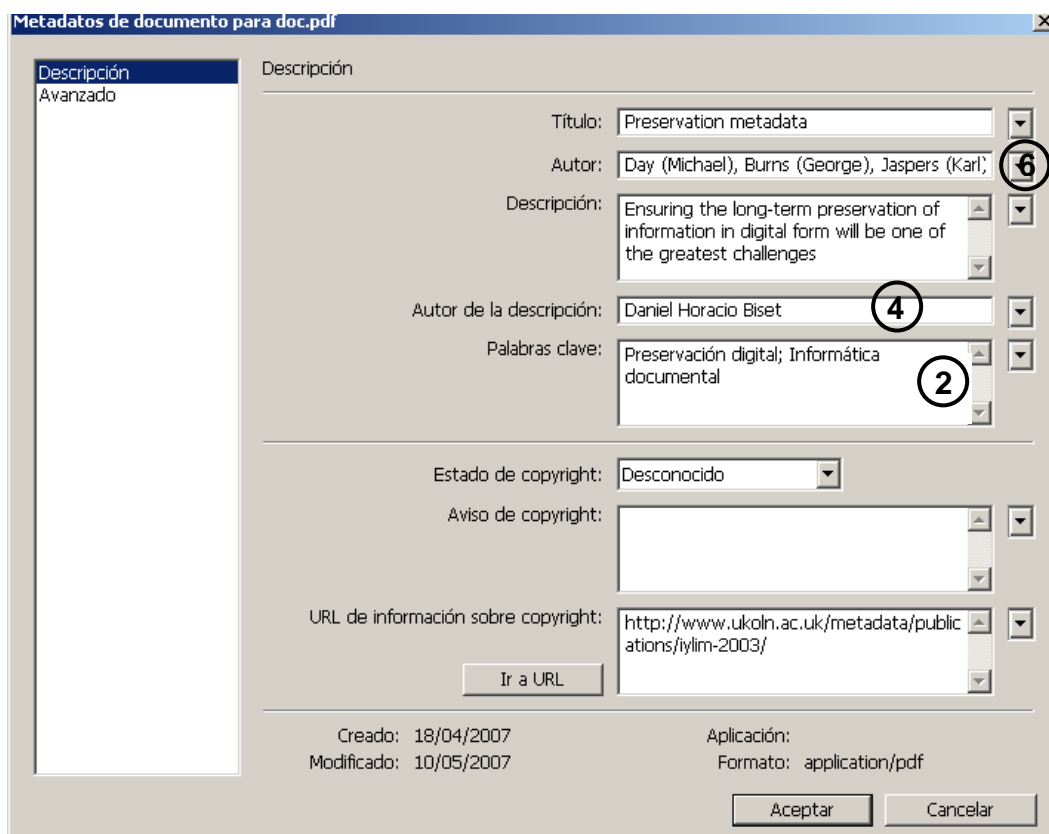 Metadatos de documento para doc.pdf
Descripción
Avanzado
Descripción
Título: Preservation metadata
Autor: Day (Michael), Burns (George), Jaspers (Karl) 6
Descripción: Ensuring the long-term preservation of
information in digital form will be one of
the greatest challenges
Autor de la descripción: Daniel Horacio Biset 4
Palabras clave: Preservación digital; Informática
documental 2
Estado de copyright: Desconocido
Aviso de copyright:
URL de información sobre copyright: http://www.ukoln.ac.uk/metadata/public
ations/iylim-2003/
Ir a URL
Creado: 18/04/2007 Aplicación:
Modificado: 10/05/2007 Formato: application/pdf
Aceptar Cancelar